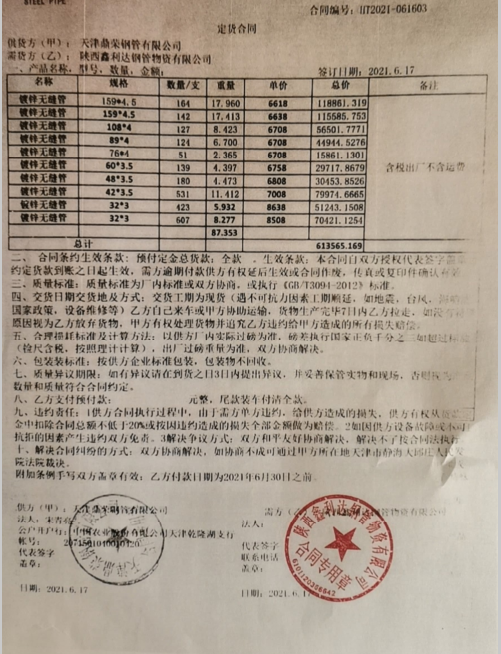 STEEL PIPE
合同编号：HT2021-061603
定货合同
供货方（甲）：天津鼎荣钢管有限公司
需货方（乙）：陕西鑫利达钢管物资有限公司
一、产品名称，型号，数量，金额：
签订日期：2021.6.17
名称 规格 数量/支 重量 单价 总价 备注
镀锌无缝管 159*4.5 164 17.960 6618 118861.319
镀锌无缝管 159*4.5 142 17.413 6638 115585.753
镀锌无缝管 108*4 127 8.423 6708 56501.7771
镀锌无缝管 89*4 124 6.700 6708 44944.5276
镀锌无缝管 76*4 51 2.365 6708 15861.1301
镀锌无缝管 60*3.5 139 4.397 6758 29717.8679
镀锌无缝管 48*3.5 180 4.473 6808 30453.8526
镀锌无缝管 42*3.5 531 11.412 7008 79974.6665
镀锌无缝管 32*3 423 5.932 8638 51243.1508
镀锌无缝管 32*3 607 8.277 8508 70421.1254
含税出厂不含运费
87.353
总计 613565.169
二、合同条约生效条款：预付定金总货款：全款 。生效条款：本合同自双方授权代表签字盖
约定货款到账之日起生效，需方逾期付款供方有权延后生效或合同作废，传真或复印件确认有
三、质量标准：质量标准为厂内标准或双方协商，或执行《GB/T3094-2012》标准。
四、交货日期交货地及方式：交货工期为现货（遇不可抗力因素工期顺延，如地震，台风，
国家政策，设备维修等）乙方自己来车或甲方协助运输，货物生产完毕7日内乙方拉走，如
原因视为乙方放弃货物，甲方有权处理货物并追究乙方违约给甲方造成的所有损失赔偿。
五、合理损耗标准及计算方法：以供方厂内实际过磅为准，磅差执行国家正负千分之三如超过标
（检尺含税，按照理计计算），出厂过磅重量为准，双方协商解决。
六、包装装标准：按供方企业标准包装，包装物不回收。
七、质量异议期限：如有异议请在到货之日3日内提出异议，并妥善保管实物和现场，否则视为
数量和质量符合合同约定。
八、乙方支付预付款： 元整，尾款装车付清全款。
九、违约责任：1供方合同执行过程中，由于需方单方违约，给供方造成的损失，供方有权从
金中扣除合同总额不低于20%或按因违约造成的损失全部金额做为赔偿。2如因供方设备故障或
抗拒的因素产生违约双方免责。3解决争议方式：双方和平友好协商解决，解决不了按合同法执行
十、解决合同纠纷的方式：双方协商解决，如协商不成可通过甲方所在地天津市静海大邱庄人民
院法院裁决。
附加条例手写双方盖章有效：乙方付款日期为2021年6月30日之前。
供方（甲）：天津鼎荣钢管有限公司
需方（乙）：陕西鑫利达钢管物资有限公司
法人：
法人：
公户开户行：中国农业银行股份有限公司天津乾隆湖支行
帐号：
代表签字
代表签字
联系电话
盖章：
盖章：
陕西鑫利达钢管物资有限公司
合同专用章
日期：2021.6.17
日期：2021.6.17